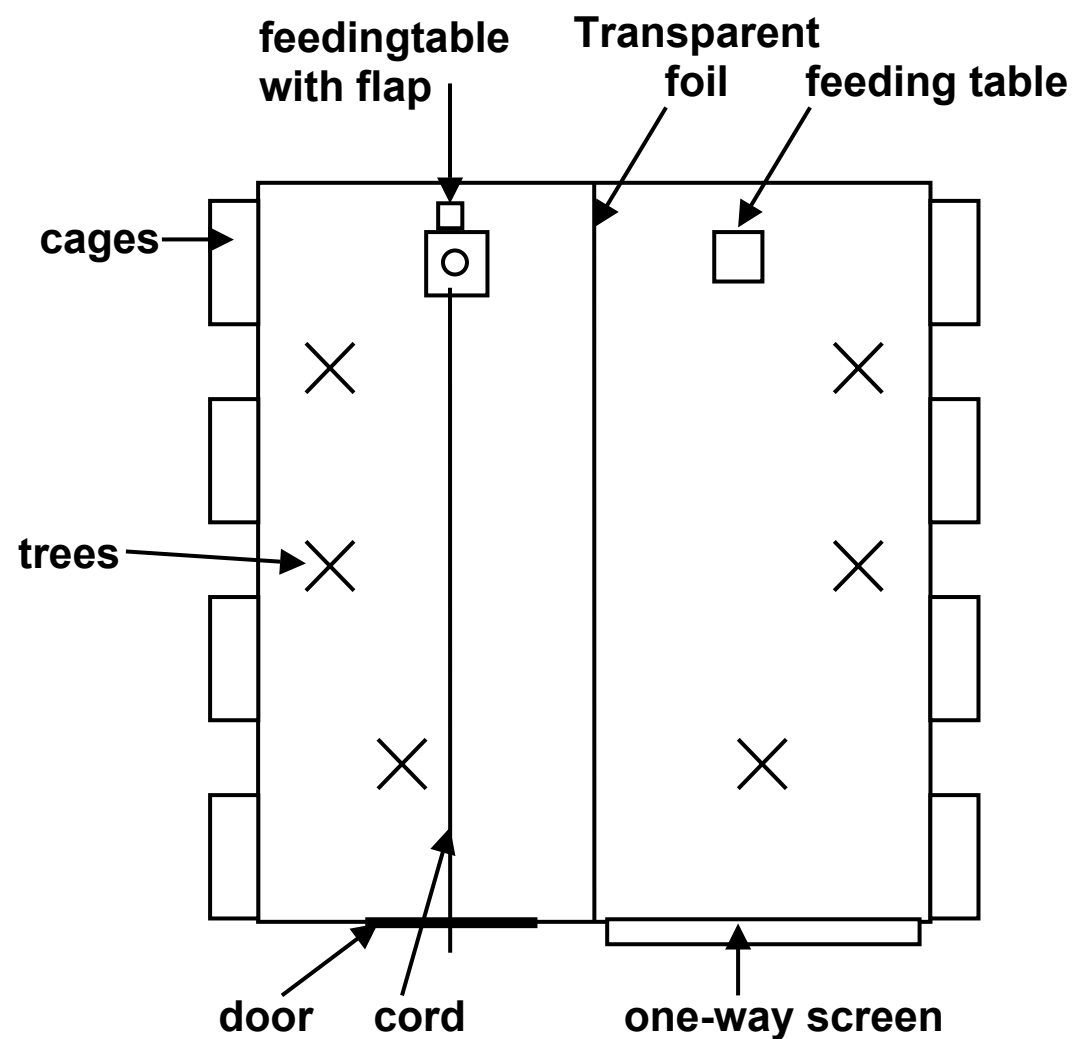 feedingtable
with flap
Transparent
foil
feeding table
cages
trees
door
cord
one-way screen